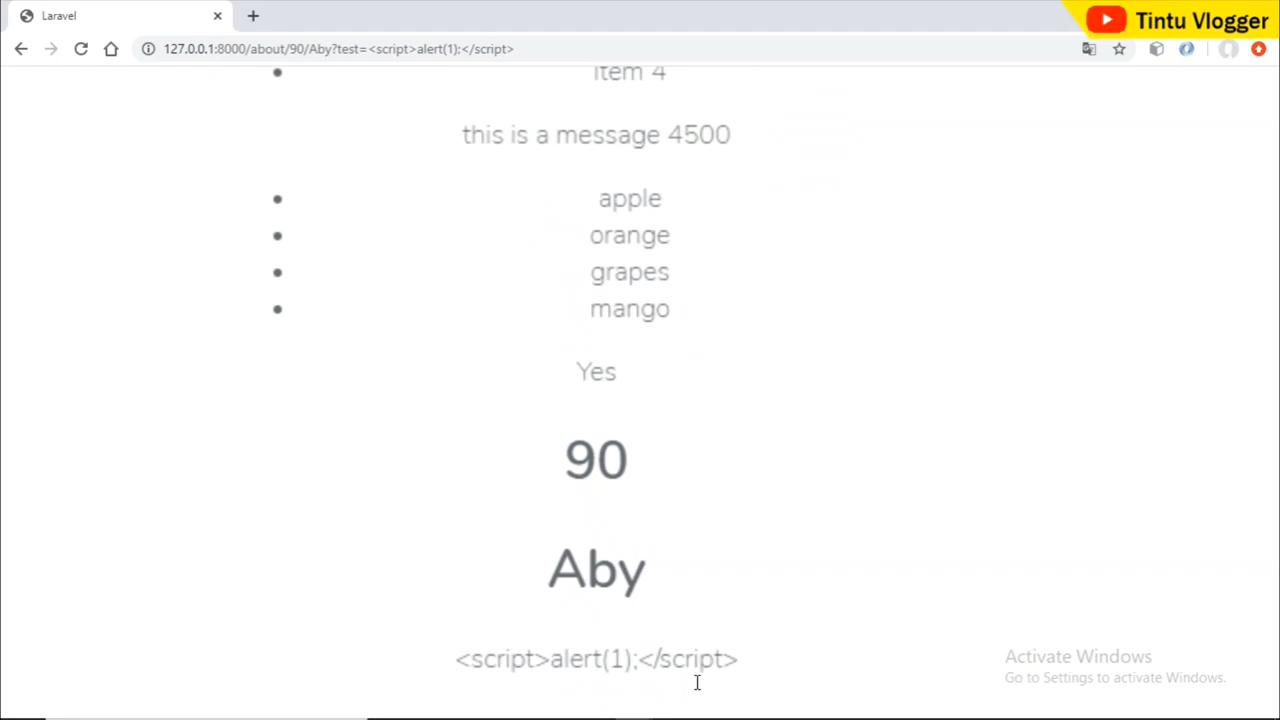 Laravel
Tintu Vlogger
127.0.0.1:8000/about/90/Aby?test=<script>alert(1);</script>
item 4
this is a message 4500
apple
orange
grapes
mango
Yes
90
Aby
<script>alert(1);</script>
Activate Windows
Go to Settings to activate Windows.